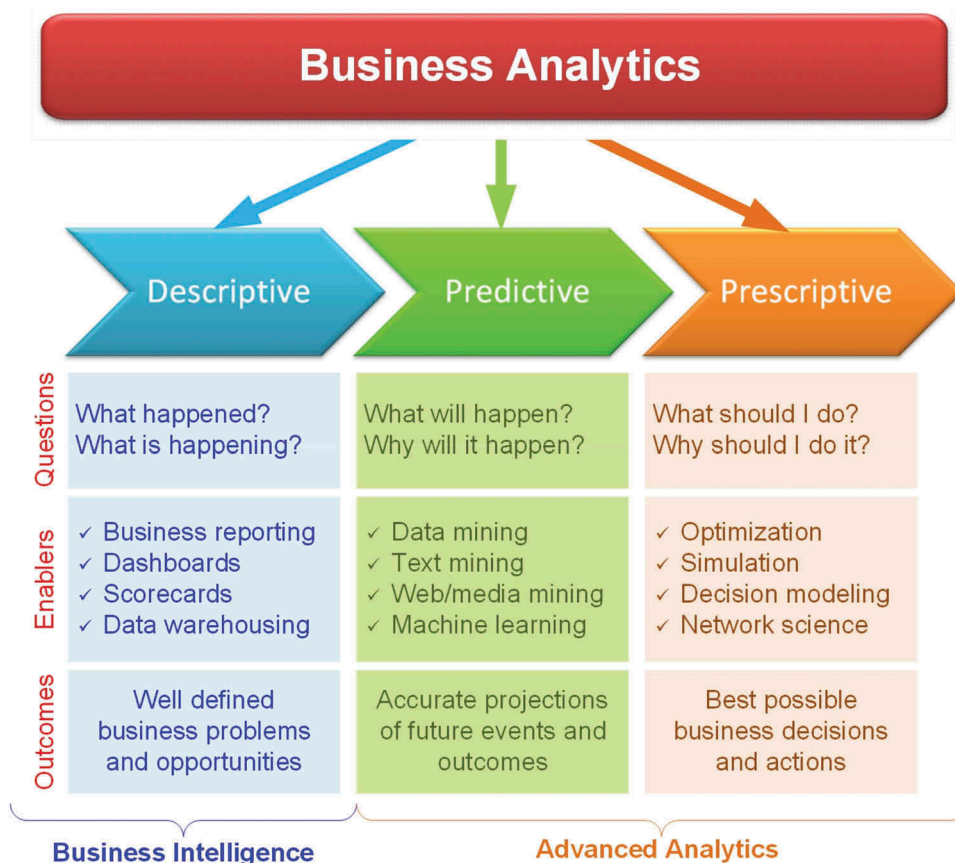 Business Analytics
Descriptive
Predictive
Prescriptive
Questions
What happened?
What is happening?
What will happen?
Why will it happen?
What should I do?
Why should I do it?
Enablers
✓ Business reporting
✓ Dashboards
✓ Scorecards
✓ Data warehousing
✓ Data mining
✓ Text mining
✓ Web/media mining
✓ Machine learning
✓ Optimization
✓ Simulation
✓ Decision modeling
✓ Network science
Outcomes
Well defined
business problems
and opportunities
Accurate projections
of future events and
outcomes
Best possible
business decisions
and actions
Business Intelligence
Advanced Analytics